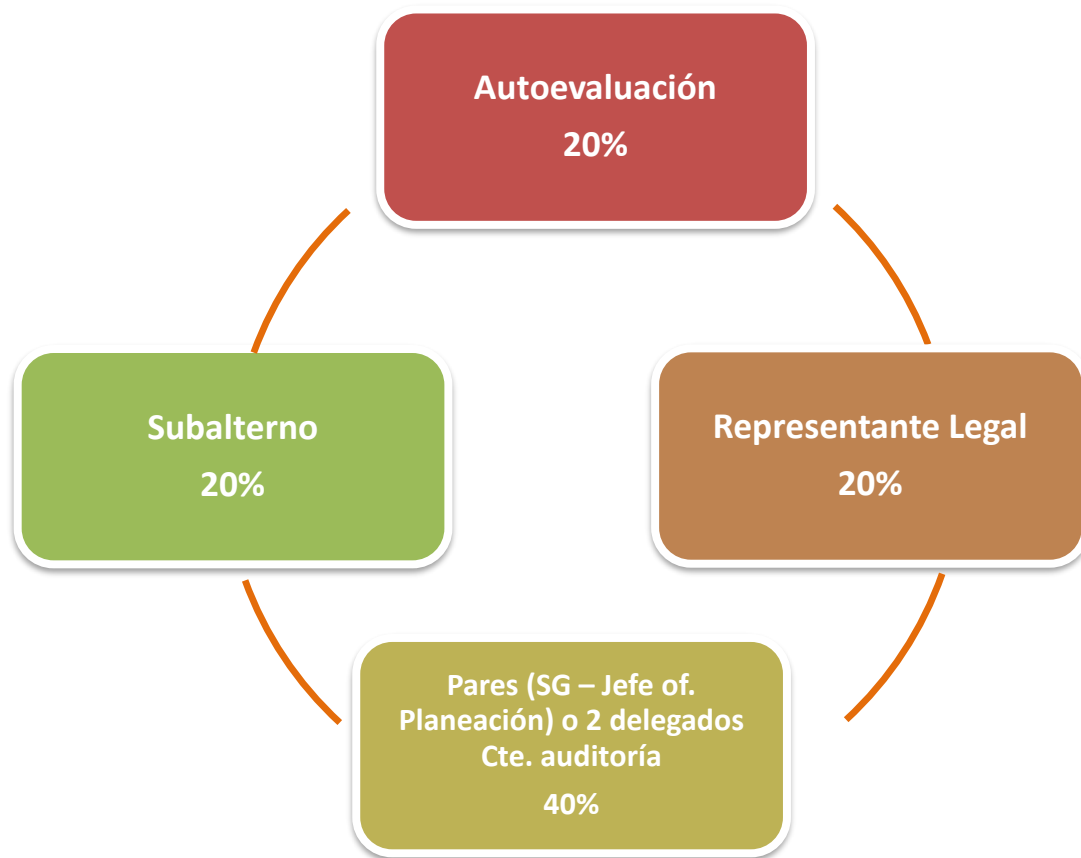 Autoevaluación
20%
Subalterno
20%
Representante Legal
20%
Pares (SG – Jefe of.
Planeación) o 2 delegados
Cte. auditoría
40%